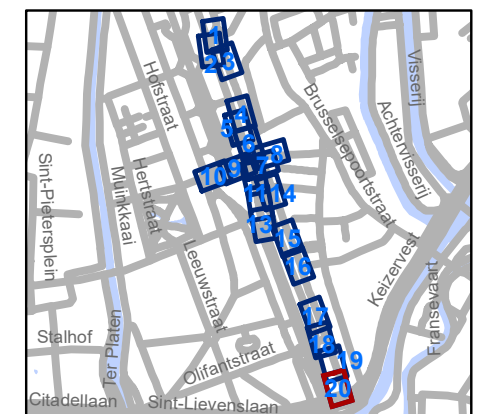 1
2
3
4
5
6
7
8
9
10
11
14
13
15
16
17
18
19
20
Hofstraat
Brusselsepoortstraat
Visserij
Achtervisserij
Sint-Pietersplein
Muinkkaai
Hertstraat
Leeuwstraat
Keizervest
Fransevaart
Stalhof
Ter Platen
Olifantstraat
Citadellaan
Sint-Lievenslaan